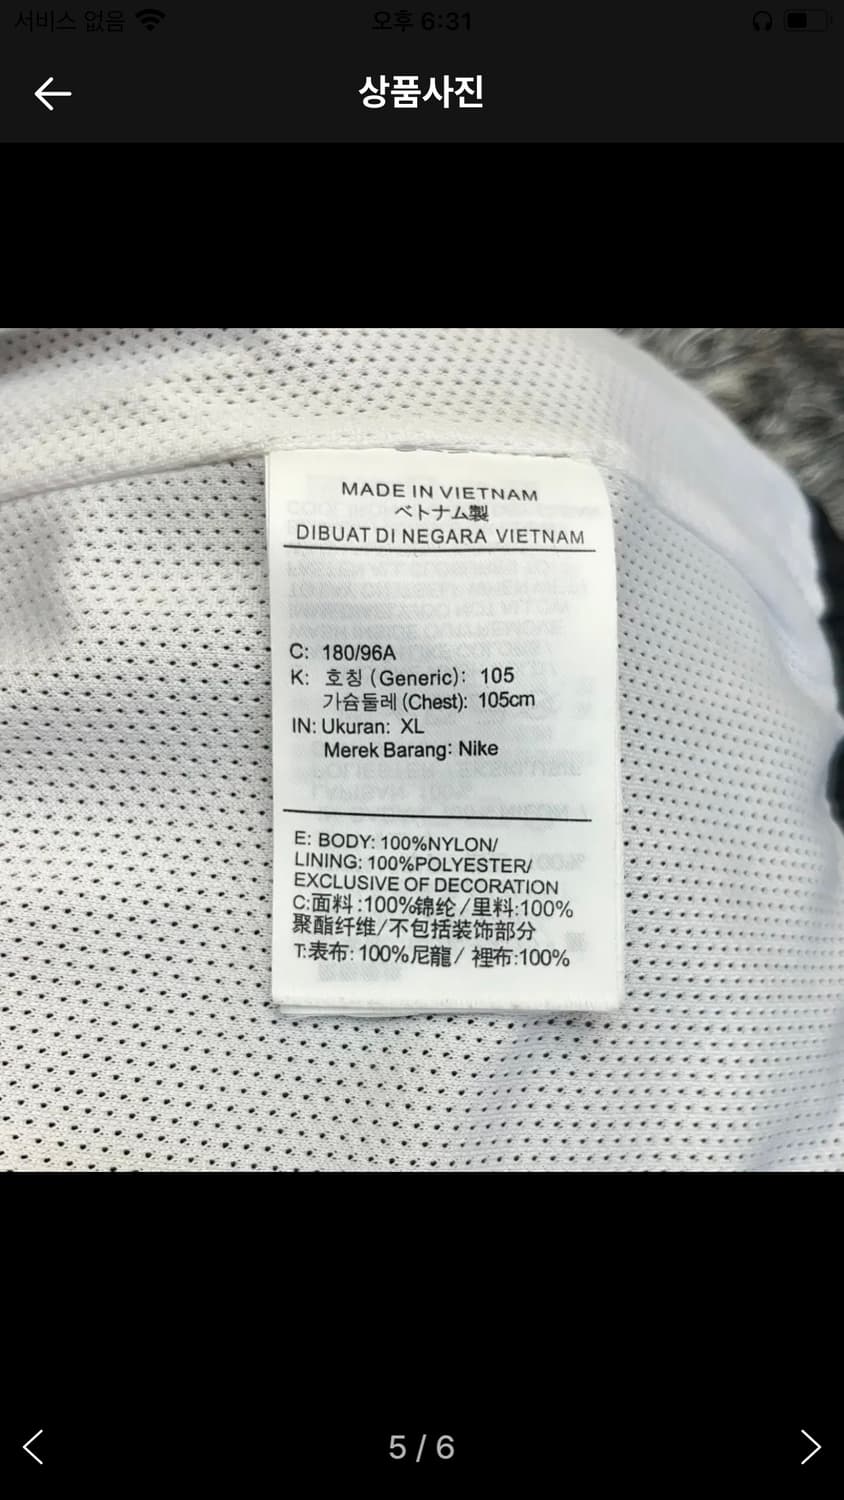 서비스 없음
오후 6:31
상품사진
MADE IN VIETNAM
ベトナム製
DIBUAT DI NEGARA VIETNAM
C: 180/96A
K: 호칭 (Generic): 105
가슴둘레 (Chest): 105cm
IN: Ukuran: XL
Merek Barang: Nike
E: BODY: 100%NYLON/
LINING: 100%POLYESTER/
EXCLUSIVE OF DECORATION
C:面料:100%锦纶/里料:100%
聚酯纤维/不包括装饰部分
T:表布: 100%尼龍/ 裡布:100%
5 / 6